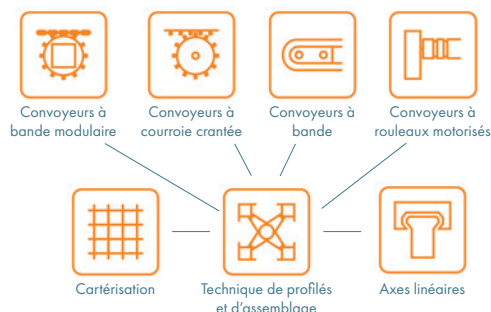 Convoyeurs à
bande modulaire
Convoyeurs à
courroie crantée
Convoyeurs à
bande
Convoyeurs à
rouleaux motorisés
Cartérisation
Technique de profilés
et d'assemblage
Axes linéaires